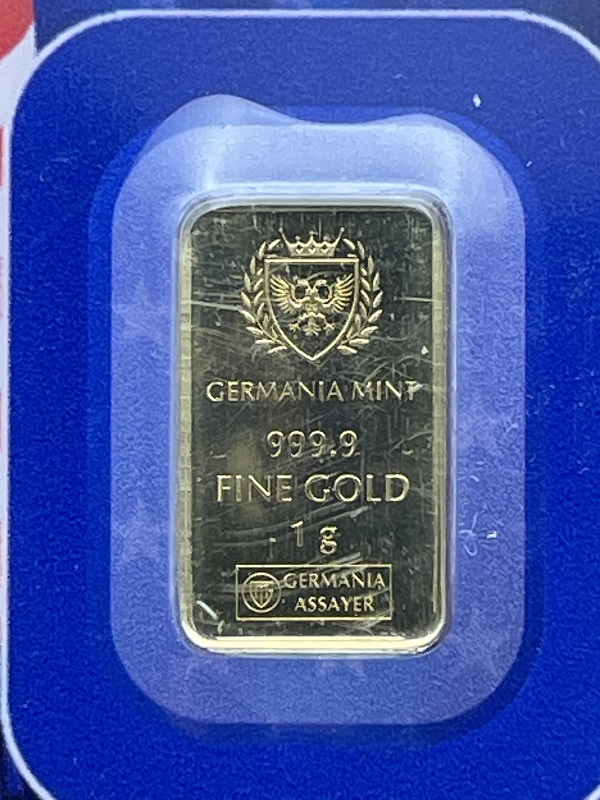 GERMANIA MINT
999.9
FINE GOLD
1 g
GERMANIA
ASSAYER